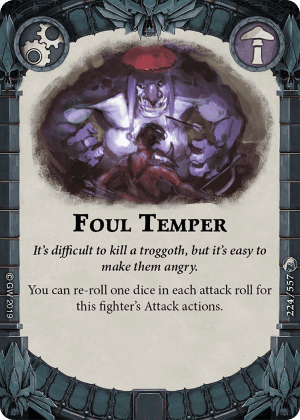 FOUL TEMPER
It's difficult to kill a troggoth, but it's easy to
make them angry.
You can re-roll one dice in each attack roll for
this fighter's Attack actions.
© GW 2019
224/557